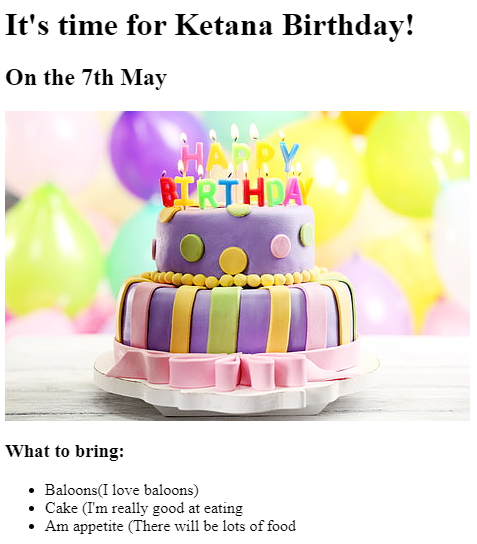 It's time for Ketana Birthday!
On the 7th May
HAPPY
BIRTHDAY
What to bring:
Baloons(I love baloons)
Cake (I'm really good at eating
Am appetite (There will be lots of food